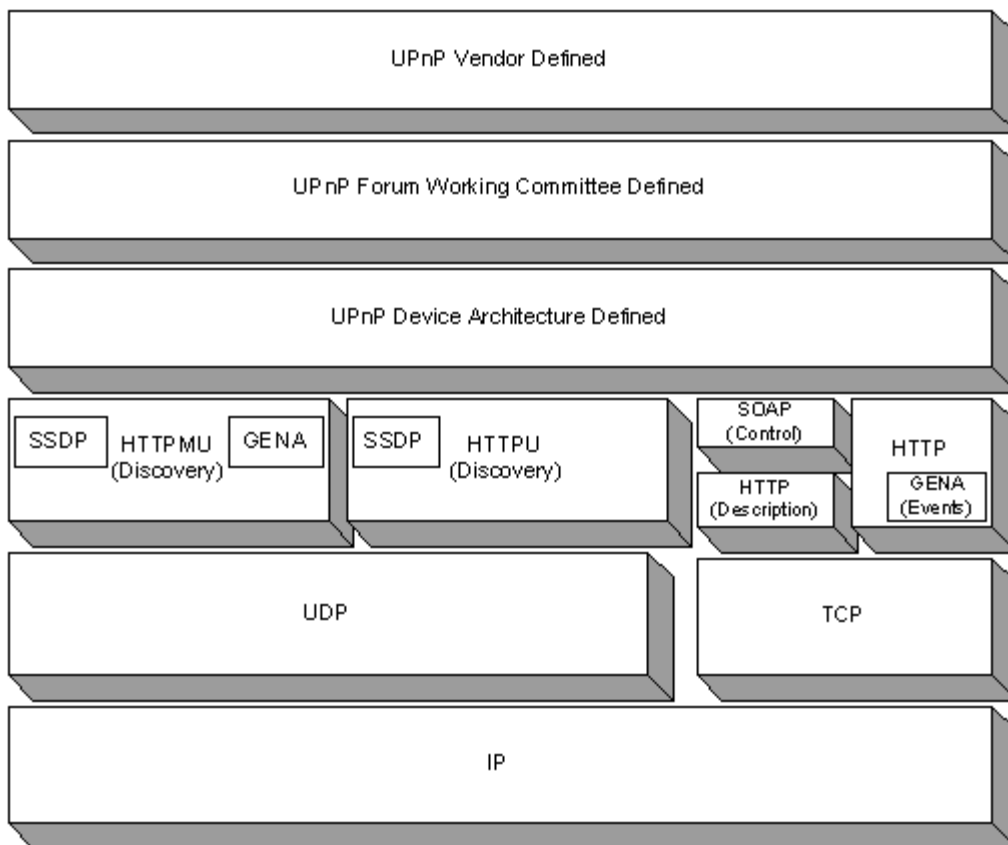 UPnP Vendor Defined
UPnP Forum Working Committee Defined
UPnP Device Architecture Defined
SSDP
HTTPMU
(Discovery)
GENA
SSDP
HTTPU
(Discovery)
SOAP
(Control)
HTTP
(Description)
HTTP
GENA
(Events)
UDP
TCP
IP